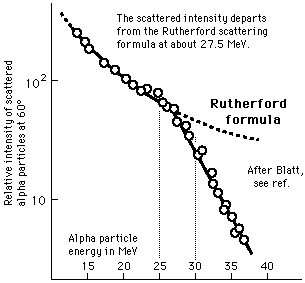 The scattered intensity departs
from the Rutherford scattering
formula at about 27.5 MeV.
Relative intensity of scattered
alpha particles at 60°
10²
Rutherford
formula
After Blatt,
see ref.
10
Alpha particle
energy in MeV
15 20 25 30 35 40